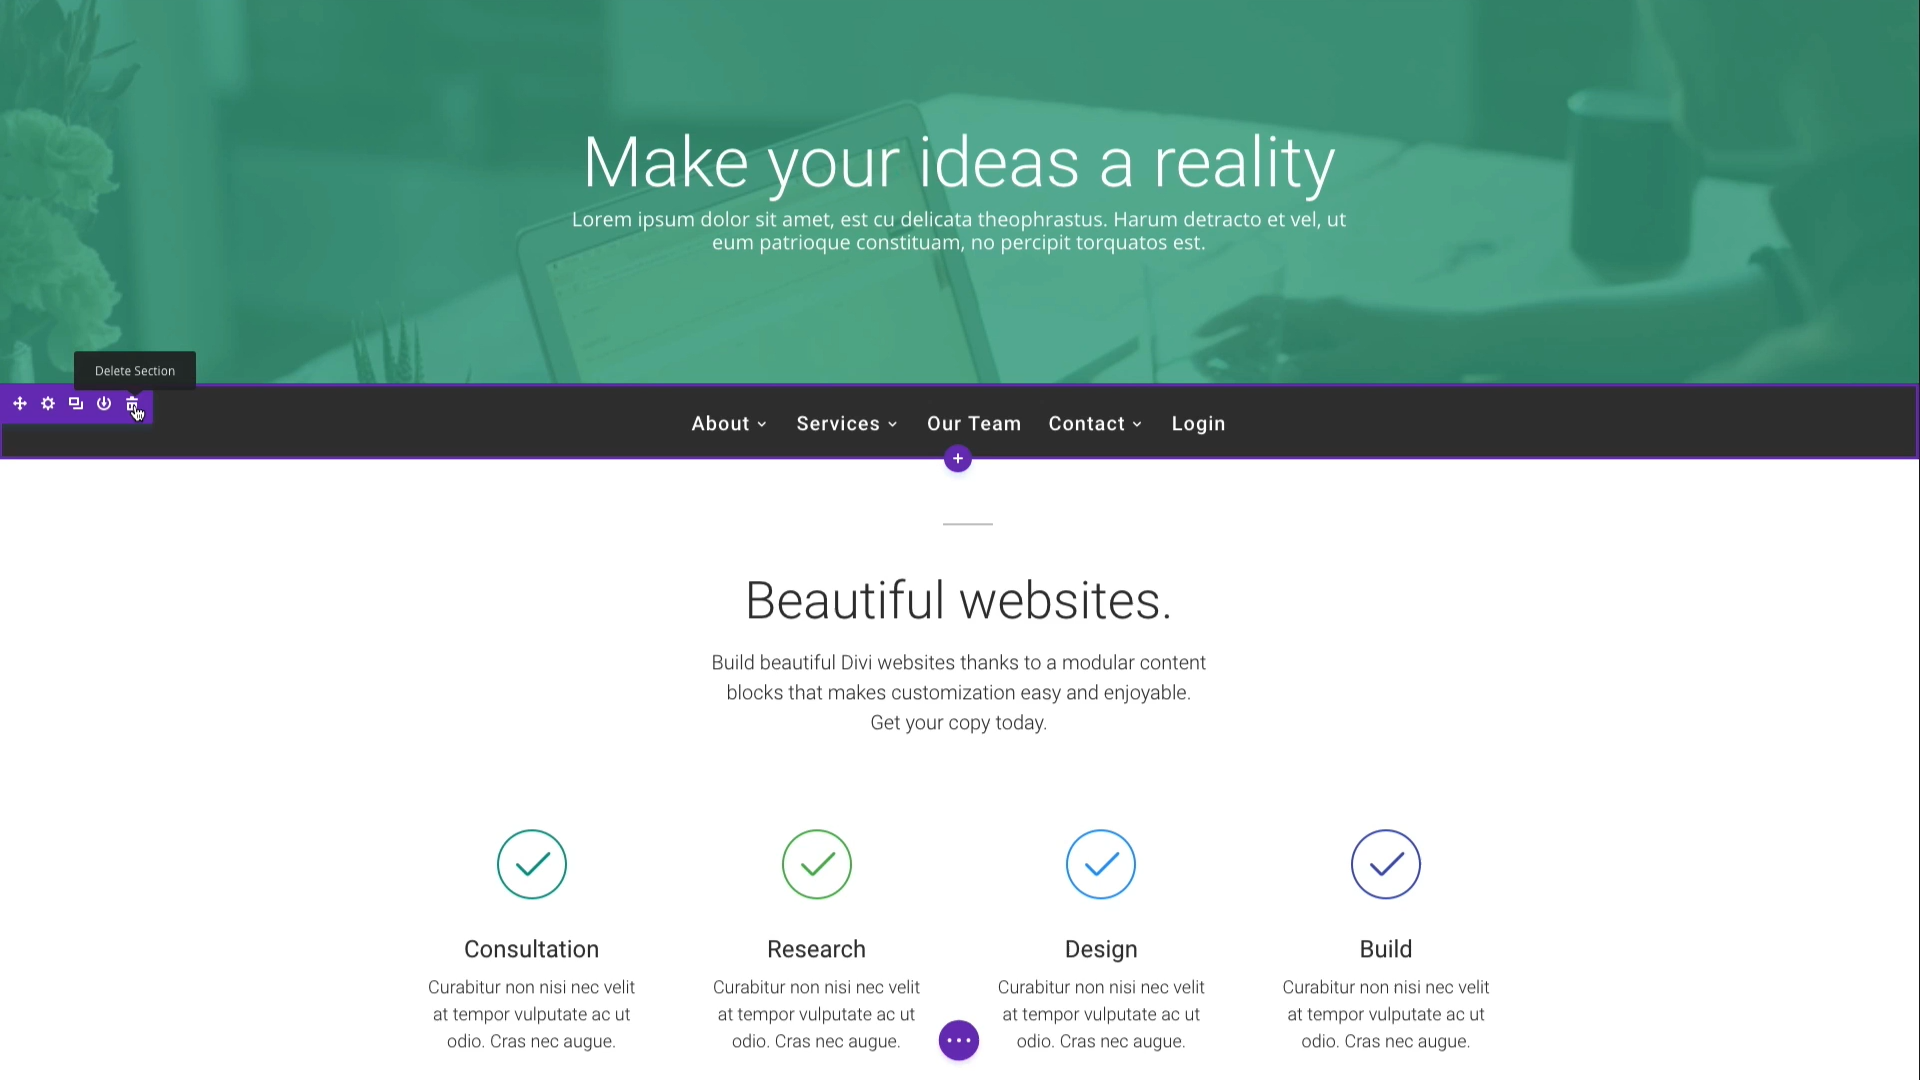 Make your ideas a reality
Lorem ipsum dolor sit amet, est cu delicata theophrastus. Harum detracto et vel, ut
eum patrioque constituam, no percipit torquatos est.
Delete Section
About Services Our Team Contact Login
Beautiful websites.
Build beautiful Divi websites thanks to a modular content
blocks that makes customization easy and enjoyable.
Get your copy today.
Consultation
Curabitur non nisi nec velit
at tempor vulputate ac ut
odio. Cras nec augue.
Research
Curabitur non nisi nec velit
at tempor vulputate ac ut
odio. Cras nec augue.
Design
Curabitur non nisi nec velit
at tempor vulputate ac ut
odio. Cras nec augue.
Build
Curabitur non nisi nec velit
at tempor vulputate ac ut
odio. Cras nec augue.